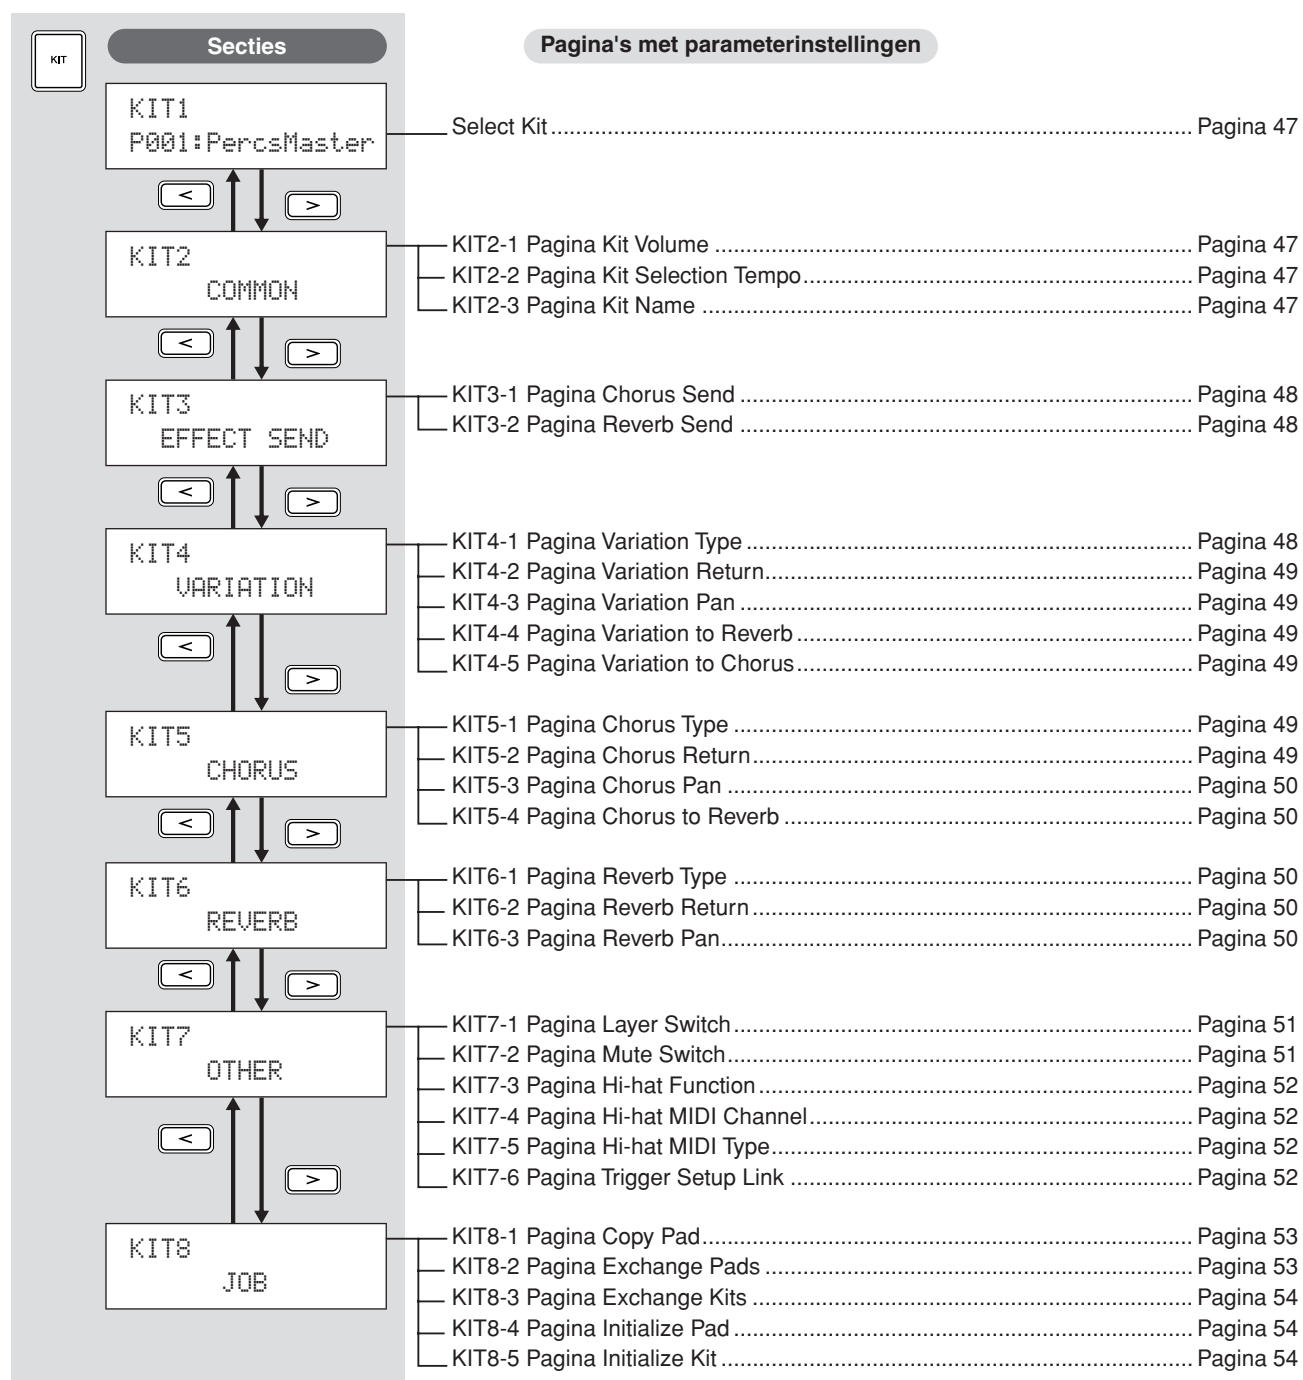 KIT
Secties
Pagina's met parameterinstellingen
KIT1
P001:PercsMaster
Select Kit ........ Pagina 47
<
>
KIT2
COMMON
KIT2-1 Pagina Kit Volume ........ Pagina 47
KIT2-2 Pagina Kit Selection Tempo ........ Pagina 47
KIT2-3 Pagina Kit Name ........ Pagina 47
<
>
KIT3
EFFECT SEND
KIT3-1 Pagina Chorus Send ........ Pagina 48
KIT3-2 Pagina Reverb Send ........ Pagina 48
<
>
KIT4
VARIATION
KIT4-1 Pagina Variation Type ........ Pagina 48
KIT4-2 Pagina Variation Return ........ Pagina 49
KIT4-3 Pagina Variation Pan ........ Pagina 49
KIT4-4 Pagina Variation to Reverb ........ Pagina 49
KIT4-5 Pagina Variation to Chorus ........ Pagina 49
<
>
KIT5
CHORUS
KIT5-1 Pagina Chorus Type ........ Pagina 49
KIT5-2 Pagina Chorus Return ........ Pagina 49
KIT5-3 Pagina Chorus Pan ........ Pagina 50
KIT5-4 Pagina Chorus to Reverb ........ Pagina 50
<
>
KIT6
REVERB
KIT6-1 Pagina Reverb Type ........ Pagina 50
KIT6-2 Pagina Reverb Return ........ Pagina 50
KIT6-3 Pagina Reverb Pan ........ Pagina 50
<
>
KIT7
OTHER
KIT7-1 Pagina Layer Switch ........ Pagina 51
KIT7-2 Pagina Mute Switch ........ Pagina 51
KIT7-3 Pagina Hi-hat Function ........ Pagina 52
KIT7-4 Pagina Hi-hat MIDI Channel ........ Pagina 52
KIT7-5 Pagina Hi-hat MIDI Type ........ Pagina 52
KIT7-6 Pagina Trigger Setup Link ........ Pagina 52
<
>
KIT8
JOB
KIT8-1 Pagina Copy Pad ........ Pagina 53
KIT8-2 Pagina Exchange Pads ........ Pagina 53
KIT8-3 Pagina Exchange Kits ........ Pagina 54
KIT8-4 Pagina Initialize Pad ........ Pagina 54
KIT8-5 Pagina Initialize Kit ........ Pagina 54